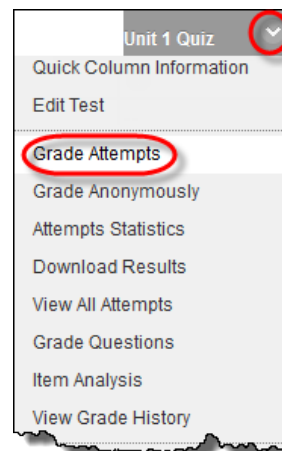 Unit 1 Quiz
Quick Column Information
Edit Test
Grade Attempts
Grade Anonymously
Attempts Statistics
Download Results
View All Attempts
Grade Questions
Item Analysis
View Grade History